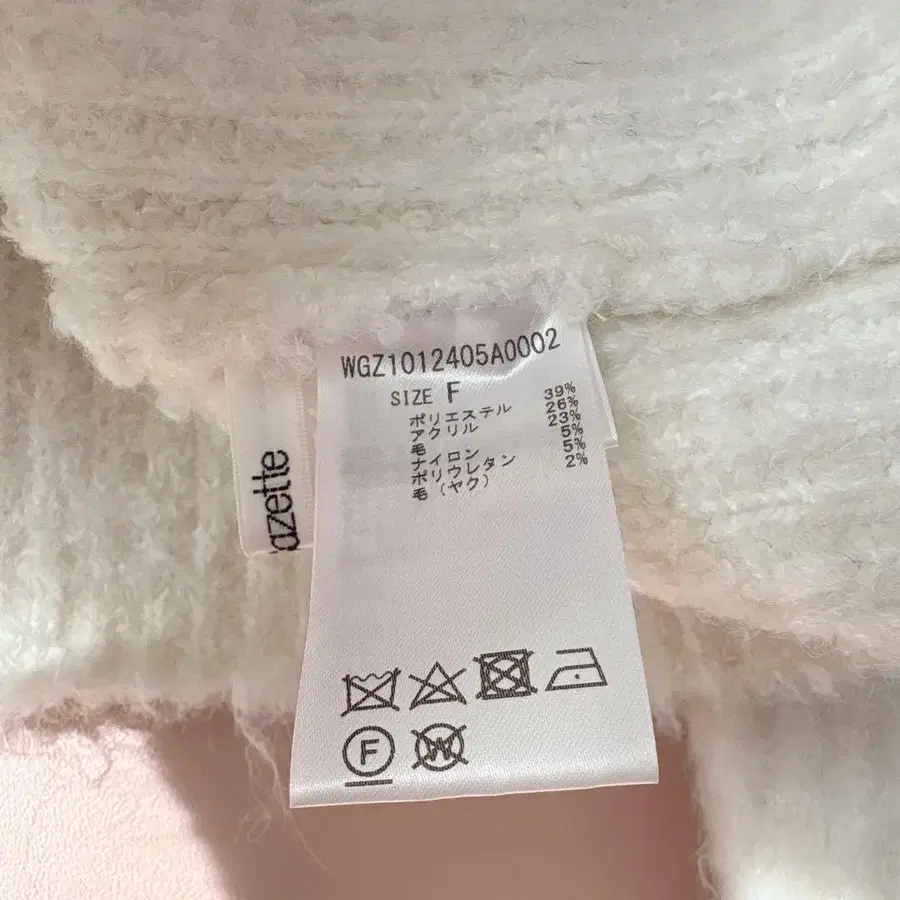 WGZ1012405A0002
SIZE F
ポリエステル 39%
アクリル 26%
毛 23%
ナイロン 5%
ポリウレタン 5%
毛(ヤク) 2%
F
W
azette